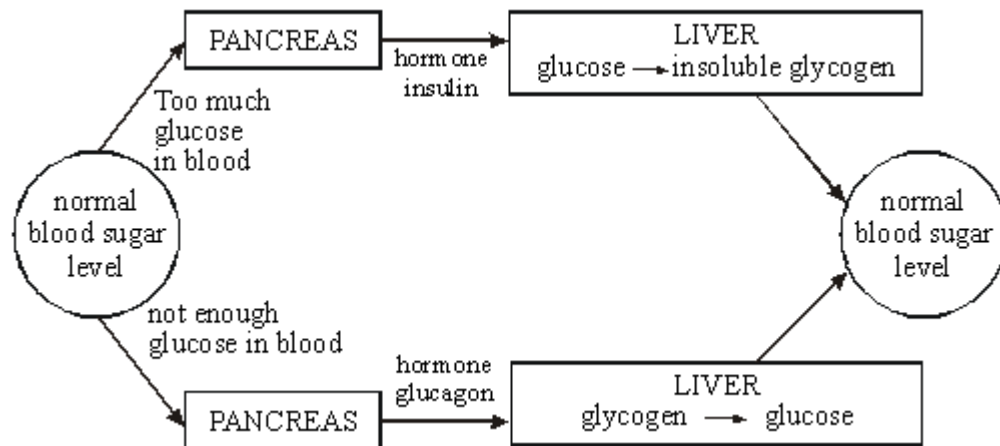 PANCREAS
hormone
insulin
LIVER
glucose → insoluble glycogen
Too much
glucose
in blood
normal
blood sugar
level
normal
blood sugar
level
not enough
glucose in blood
PANCREAS
hormone
glucagon
LIVER
glycogen → glucose